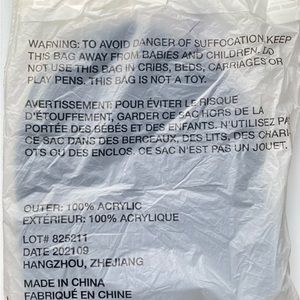 WARNING: TO AVOID DANGER OF SUFFOCATION KEEP
THIS BAG AWAY FROM BABIES AND CHILDREN. DO
NOT USE THIS BAG IN CRIBS, BEDS, CARRIAGES OR
PLAY PENS. THIS BAG IS NOT A TOY.
AVERTISSEMENT: POUR ÉVITER LE RISQUE
D'ÉTOUFFEMENT, GARDER CE SAC HORS DE LA
PORTÉE DES BÉBÉS ET DES ENFANTS. N'UTILISEZ PAS
CE SAC DANS DES BERCEAUX, DES LITS, DES CHARI-
OTS OU DES ENCLOS. CE SAC N'EST PAS UN JOUET.
OUTER: 100% ACRYLIC
EXTÉRIEUR: 100% ACRYLIQUE
LOT# 825211
DATE 202109
HANGZHOU, ZHEJIANG
MADE IN CHINA
FABRIQUÉ EN CHINE